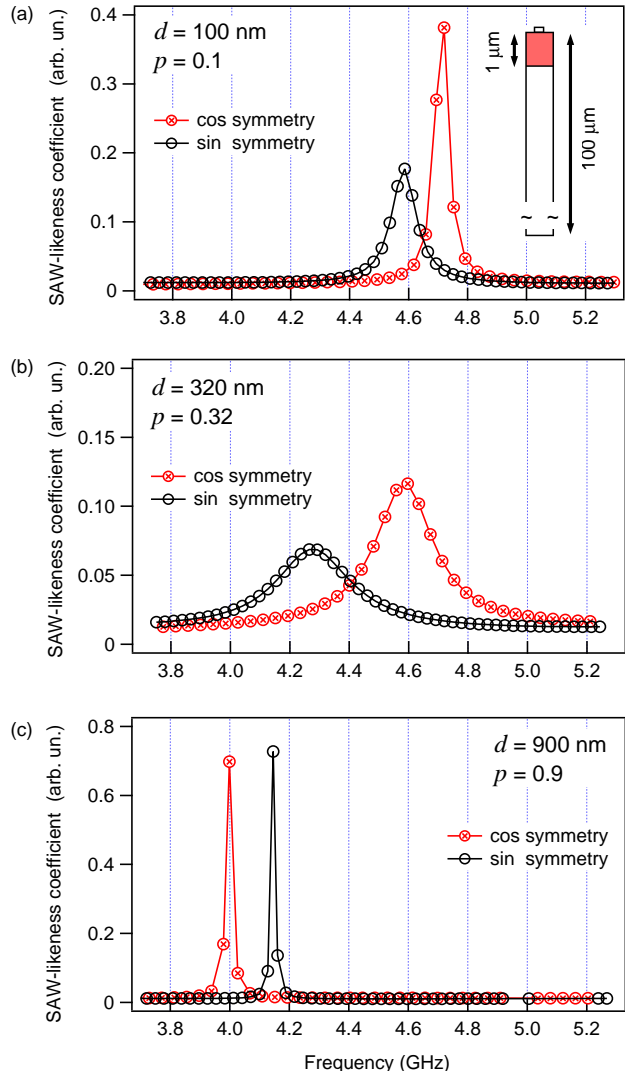 (a)
SAW-likeness coefficient (arb. un.)
0.4
0.3
0.2
0.1
0
d = 100 nm
p = 0.1
cos symmetry
sin symmetry
1 μm
100 μm
~ ~
3.8 4.0 4.2 4.4 4.6 4.8 5.0 5.2
(b)
SAW-likeness coefficient (arb. un.)
0.20
0.15
0.10
0.05
0
d = 320 nm
p = 0.32
cos symmetry
sin symmetry
3.8 4.0 4.2 4.4 4.6 4.8 5.0 5.2
(c)
SAW-likeness coefficient (arb. un.)
0.8
0.6
0.4
0.2
0
d = 900 nm
p = 0.9
cos symmetry
sin symmetry
3.8 4.0 4.2 4.4 4.6 4.8 5.0 5.2
Frequency (GHz)